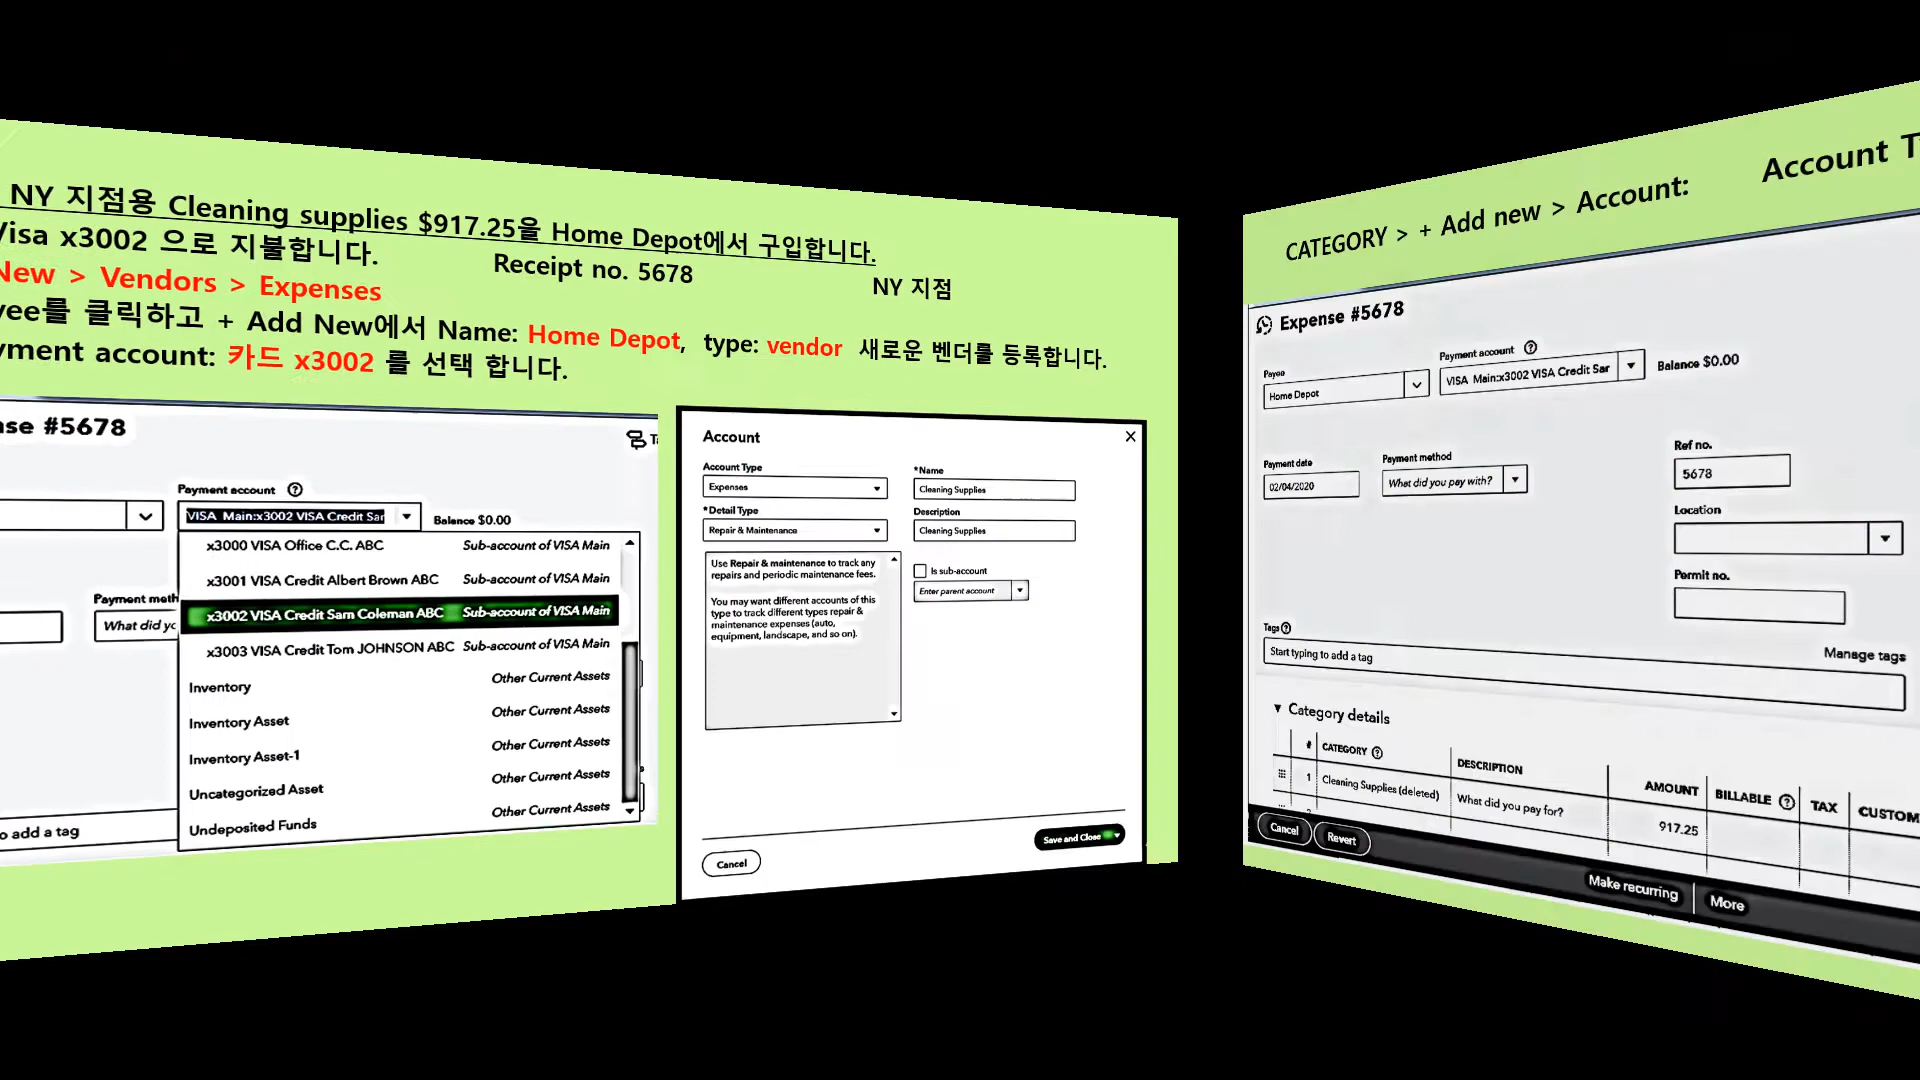 NY 지점용 Cleaning supplies $917.25을 Home Depot에서 구입합니다.
Visa x3002 으로 지불합니다.
Receipt no. 5678
NY 지점
New > Vendors > Expenses
yee를 클릭하고 + Add New에서 Name: Home Depot, type: vendor 새로운 벤더를 등록합니다.
yment account: 카드 x3002 를 선택 합니다.
nse #5678
Payment account
VISA Main:x3002 VISA Credit Sar
Balance $0.00
x3000 VISA Office C.C. ABC Sub-account of VISA Main
x3001 VISA Credit Albert Brown ABC Sub-account of VISA Main
x3002 VISA Credit Sam Coleman ABC Sub-account of VISA Main
x3003 VISA Credit Tom JOHNSON ABC Sub-account of VISA Main
Inventory Other Current Assets
Inventory Asset Other Current Assets
Inventory Asset-1 Other Current Assets
Uncategorized Asset Other Current Assets
Undeposited Funds Other Current Assets
Payment meth
What did yo
o add a tag
Account
Account Type
Expenses
*Name
Cleaning Supplies
*Detail Type
Repair & Maintenance
Description
Cleaning Supplies
Use Repair & maintenance to track any
repairs and periodic maintenance fees.
You may want different accounts of this
type to track different types repair &
maintenance expenses (auto,
equipment, landscape, and so on).
Is sub-account
Enter parent account
Cancel
Save and Close
CATEGORY > + Add new > Account:
Account T
Expense #5678
Payee
Home Depot
Payment account
VISA Main:x3002 VISA Credit Sar
Balance $0.00
Payment date
02/04/2020
Payment method
What did you pay with?
Ref no.
5678
Location
Permit no.
Tags
Start typing to add a tag
Manage tags
Category details
# CATEGORY DESCRIPTION AMOUNT BILLABLE TAX CUSTOM
1 Cleaning Supplies (deleted) What did you pay for? 917.25
Cancel
Revert
Make recurring
More